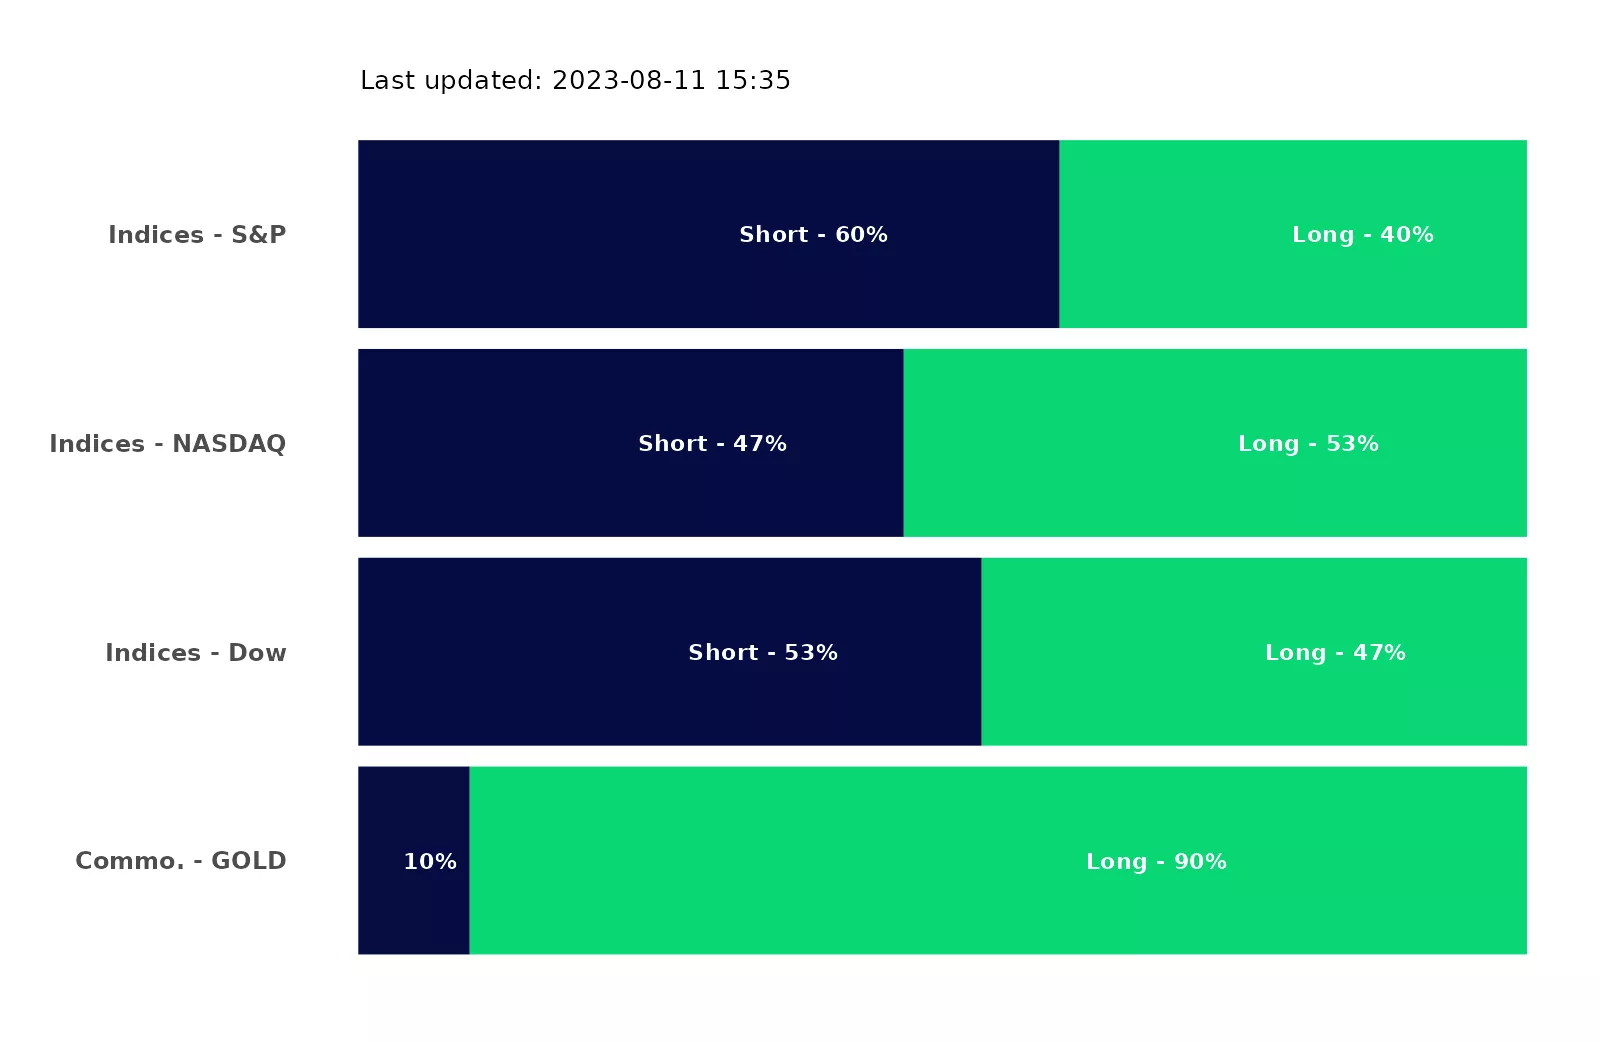 Last updated: 2023-08-11 15:35
Indices - S&P Short - 60% Long - 40%
Indices - NASDAQ Short - 47% Long - 53%
Indices - Dow Short - 53% Long - 47%
Commo. - GOLD 10% Long - 90%